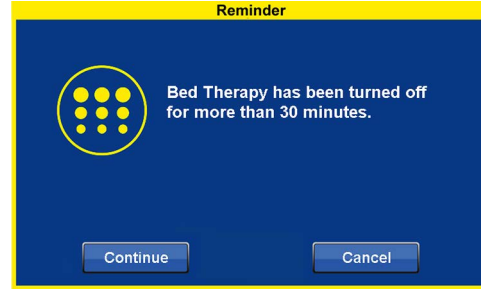 Reminder
Bed Therapy has been turned off
for more than 30 minutes.
Continue
Cancel